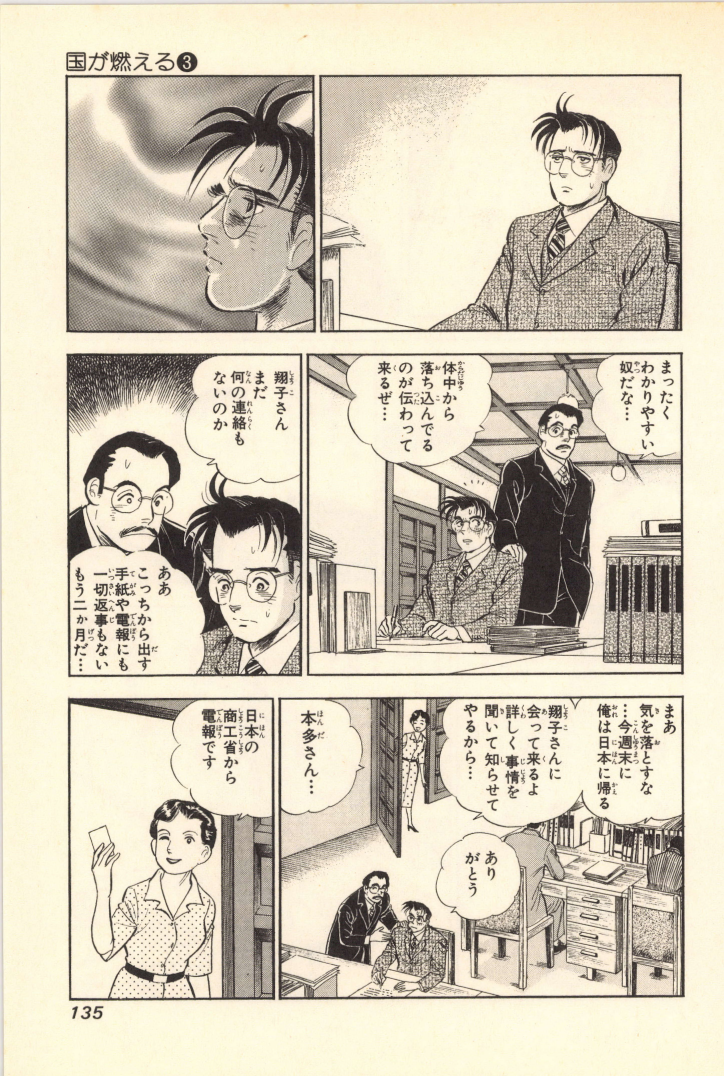 国が燃える❸
まったく
わかりやすい
奴だな…
体中から
落ち込んでる
のが伝わって
来るぜ…
翔子さん
まだ
何の連絡も
ないのか
ああ
こっちから出す
手紙や電報にも
一切返事もない
もう二か月だ…
まあ
気を落とすな
…今週末に
俺は日本に帰る
翔子さんに
会って来るよ
詳しく事情を
聞いて知らせて
やるから…
あり
がとう
本多さん…
日本の
商工省から
電報です
135